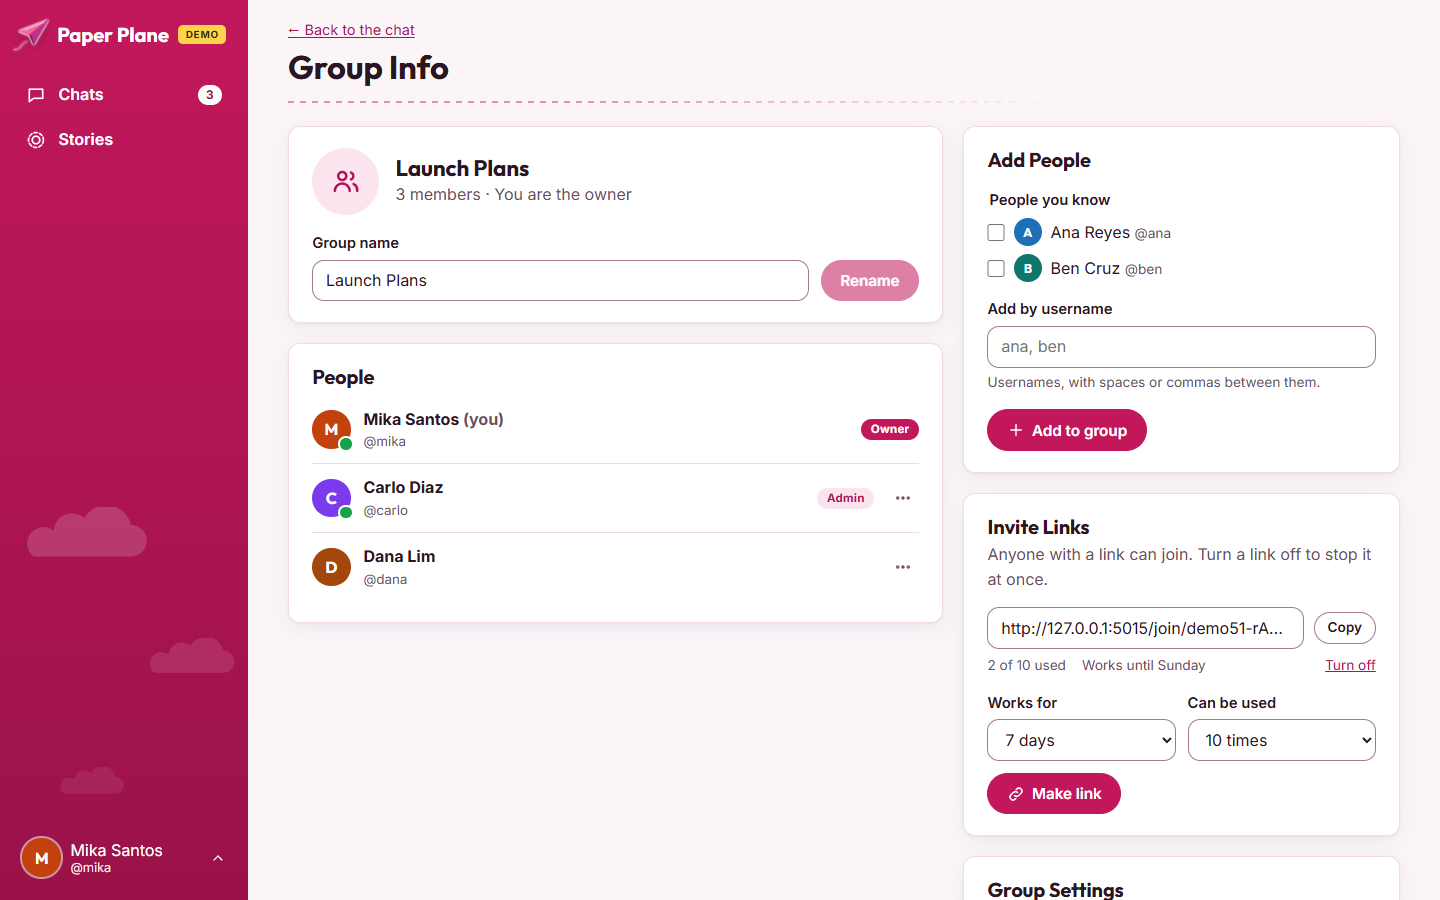 Paper Plane DEMO
Chats 3
Stories
M Mika Santos
@mika
← Back to the chat
Group Info
Launch Plans
3 members · You are the owner
Group name
Launch Plans Rename
People
M Mika Santos (you) Owner
@mika
C Carlo Diaz Admin
@carlo
D Dana Lim
@dana
Add People
People you know
A Ana Reyes @ana
B Ben Cruz @ben
Add by username
ana, ben
Usernames, with spaces or commas between them.
+ Add to group
Invite Links
Anyone with a link can join. Turn a link off to stop it
at once.
http://127.0.0.1:5015/join/demo51-rA... Copy
2 of 10 used Works until Sunday Turn off
Works for Can be used
7 days 10 times
Make link
Group Settings